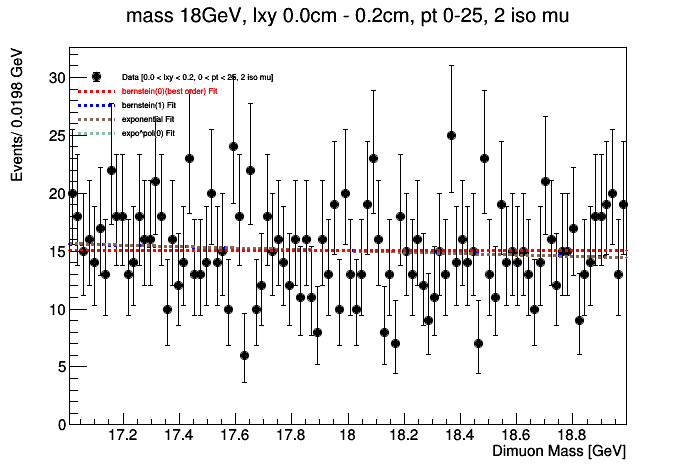 mass 18GeV, lxy 0.0cm - 0.2cm, pt 0-25, 2 iso mu
Events/ 0.0198 GeV
30
25
20
15
10
5
0
Data [0.0 < lxy < 0.2, 0 < pt < 25, 2 iso mu]
bernstein(0)(best order) Fit
bernstein(1) Fit
exponential Fit
expo*pol(0) Fit
17.2 17.4 17.6 17.8 18 18.2 18.4 18.6 18.8
Dimuon Mass [GeV]